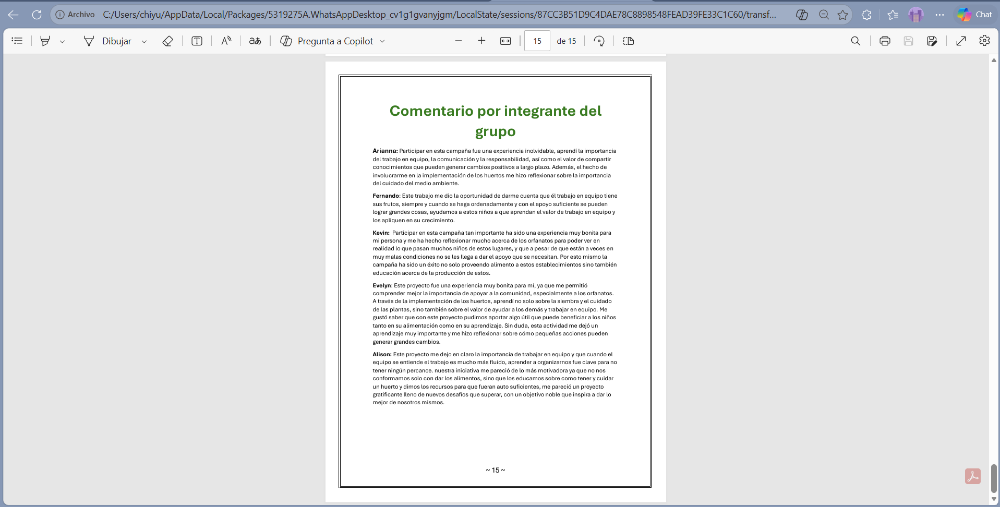 Archivo C:/Users/chiyu/AppData/Local/Packages/5319275A.WhatsAppDesktop_cv1g1gvanyjgm/LocalState/sessions/87CC3B51D9C4DAE78C8898548FEAD39FE33C1C60/transf... Chat
Dibujar Pregunta a Copilot 15 de 15
Comentario por integrante del
grupo
Arianna: Participar en esta campaña fue una experiencia inolvidable, aprendí la importancia
del trabajo en equipo, la comunicación y la responsabilidad, así como el valor de compartir
conocimientos que pueden generar cambios positivos a largo plazo. Además, el hecho de
involucrarme en la implementación de los huertos me hizo reflexionar sobre la importancia
del cuidado del medio ambiente.
Fernando: Este trabajo me dio la oportunidad de darme cuenta que él trabajo en equipo tiene
sus frutos, siempre y cuando se haga ordenadamente y con el apoyo suficiente se pueden
lograr grandes cosas, ayudamos a estos niños a que aprendan el valor de trabajo en equipo y
los apliquen en su crecimiento.
Kevin: Participar en esta campaña tan importante ha sido una experiencia muy bonita para
mi persona y me ha hecho reflexionar mucho acerca de los orfanatos para poder ver en
realidad lo que pasan muchos niños de estos lugares, y que a pesar de que están a veces en
muy malas condiciones no se les llega a dar el apoyo que se necesitan. Por esto mismo la
campaña ha sido un éxito no solo proveendo alimento a estos establecimientos sino también
educación acerca de la producción de estos.
Evelyn: Este proyecto fue una experiencia muy bonita para mí, ya que me permitió
comprender mejor la importancia de apoyar a la comunidad, especialmente a los orfanatos.
A través de la implementación de los huertos, aprendí no solo sobre la siembra y el cuidado
de las plantas, sino también sobre el valor de ayudar a los demás y trabajar en equipo. Me
gustó saber que con este proyecto pudimos aportar algo útil que puede beneficiar a los niños
tanto en su alimentación como en su aprendizaje. Sin duda, esta actividad me dejó un
aprendizaje muy importante y me hizo reflexionar sobre cómo pequeñas acciones pueden
generar grandes cambios.
Alison: Este proyecto me dejo en claro la importancia de trabajar en equipo y que cuando el
equipo se entiende el trabajo es mucho más fluido, aprender a organizarnos fue clave para no
tener ningún percance. nuestra iniciativa me pareció de lo más motivadora ya que no nos
conformamos solo con dar los alimentos, sino que los educamos sobre como tener y cuidar
un huerto y dimos los recursos para que fueran auto suficientes, me pareció un proyecto
gratificante lleno de nuevos desafíos que superar, con un objetivo noble que inspira a dar lo
mejor de nosotros mismos.
~ 15 ~